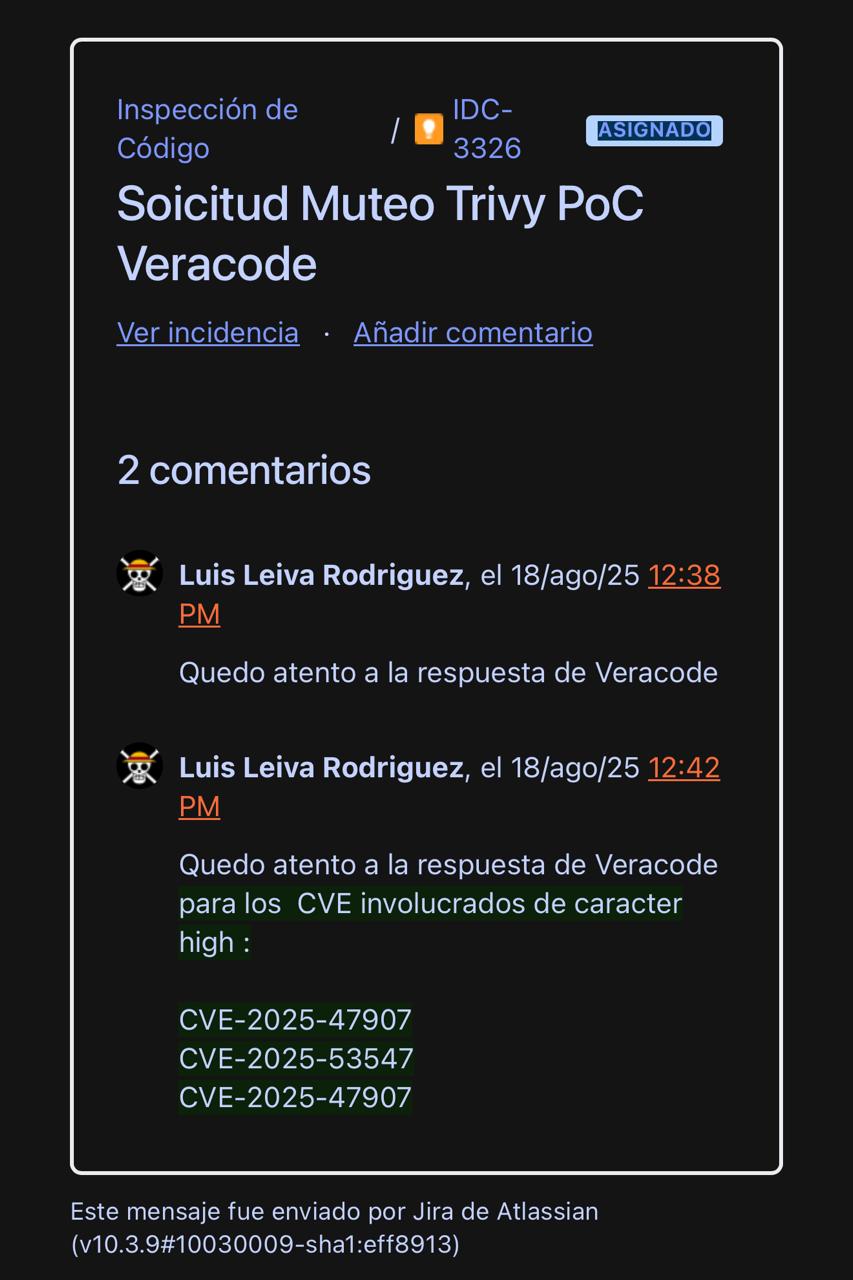 Inspección de
Código
/
IDC-
3326
ASIGNADO
Soicitud Muteo Trivy PoC
Veracode
Ver incidencia · Añadir comentario
2 comentarios
Luis Leiva Rodriguez, el 18/ago/25 12:38
PM
Quedo atento a la respuesta de Veracode
Luis Leiva Rodriguez, el 18/ago/25 12:42
PM
Quedo atento a la respuesta de Veracode
para los  CVE involucrados de caracter
high :
CVE-2025-47907
CVE-2025-53547
CVE-2025-47907
Este mensaje fue enviado por Jira de Atlassian
(v10.3.9#10030009-sha1:eff8913)